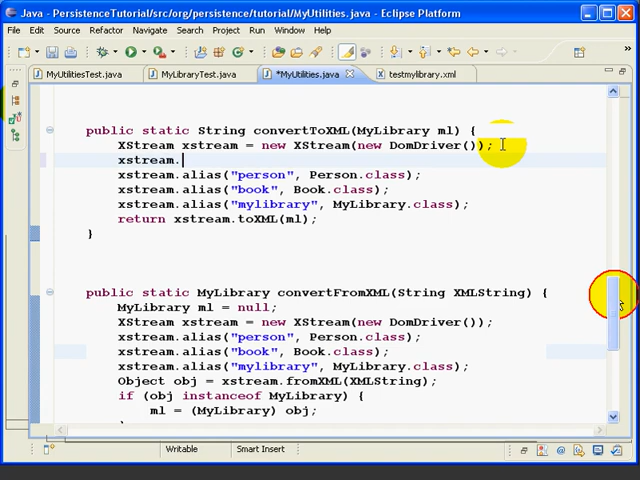 Java - PersistenceTutorial/src/org/persistence/tutorial/MyUtilities.java - Eclipse Platform
File Edit Source Refactor Navigate Search Project Run Window Help
MyUtilitiesTest.java MyLibraryTest.java *MyUtilities.java testmylibrary.xml
public static String convertToXML(MyLibrary ml) {
XStream xstream = new XStream(new DomDriver());
xstream.
xstream.alias("person", Person.class);
xstream.alias("book", Book.class);
xstream.alias("mylibrary", MyLibrary.class);
return xstream.toXML(ml);
}
public static MyLibrary convertFromXML(String XMLString) {
MyLibrary ml = null;
XStream xstream = new XStream(new DomDriver());
xstream.alias("person", Person.class);
xstream.alias("book", Book.class);
xstream.alias("mylibrary", MyLibrary.class);
Object obj = xstream.fromXML(XMLString);
if (obj instanceof MyLibrary) {
ml = (MyLibrary) obj;
Writable Smart Insert